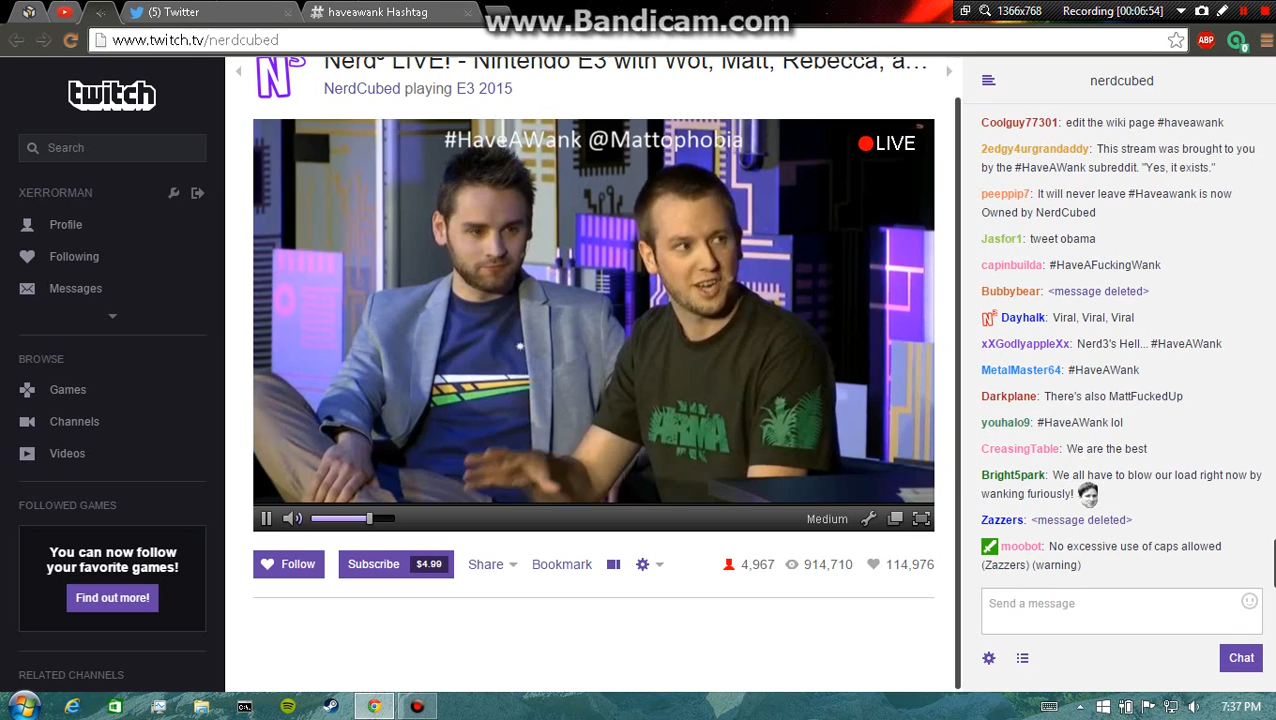 (5) Twitter
haveawank Hashtag
www.Bandicam.com
1366x768
Recording [00:06:54]
www.twitch.tv/nerdcubed
ABP
0
twitch
Search
XERRORMAN
Profile
Following
Messages
BROWSE
Games
Channels
Videos
FOLLOWED GAMES
You can now follow
your favorite games!
Find out more!
RELATED CHANNELS
N³
Nerd³ LIVE! - Nintendo E3 with Wot, Matt, Rebecca, a...
NerdCubed playing E3 2015
#HaveAWank @Mattophobia
LIVE
Medium
Follow
Subscribe $4.99
Share
Bookmark
4,967
914,710
114,976
nerdcubed
Coolguy77301: edit the wiki page #haveawank
2edgy4urgrandaddy: This stream was brought to you
by the #HaveAWank subreddit. "Yes, it exists."
peeppip7: It will never leave #Haveawank is now
Owned by NerdCubed
Jasfor1: tweet obama
capinbuilda: #HaveAFuckingWank
Bubbybear: <message deleted>
N³ Dayhalk: Viral, Viral, Viral
xXGodlyappleXx: Nerd3's Hell... #HaveAWank
MetalMaster64: #HaveAWank
Darkplane: There's also MattFuckedUp
youhalo9: #HaveAWank lol
CreasingTable: We are the best
Bright5park: We all have to blow our load right now by
wanking furiously!
Zazzers: <message deleted>
moobot: No excessive use of caps allowed
(Zazzers) (warning)
Send a message
Chat
7:37 PM